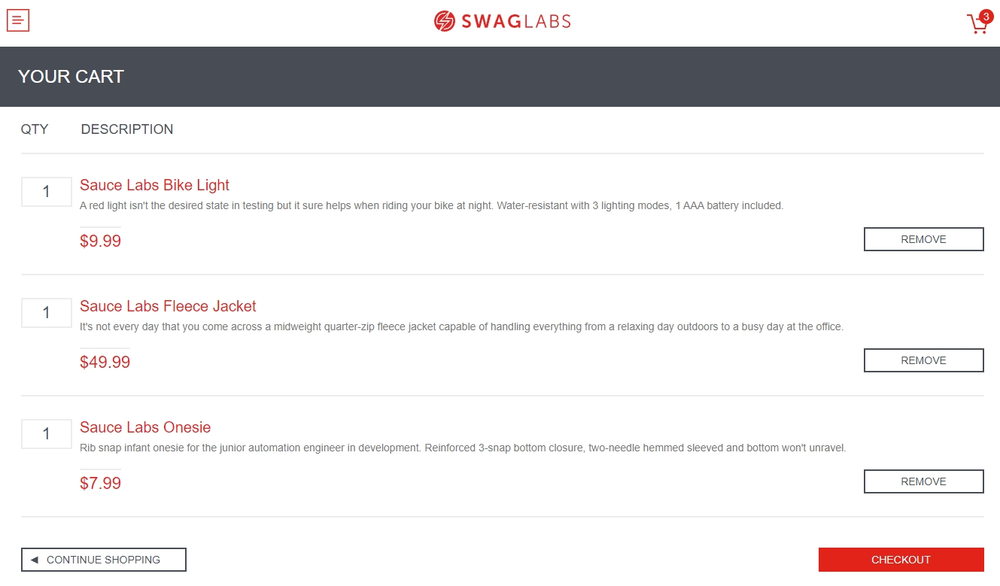 SWAGLABS
3
YOUR CART
QTY DESCRIPTION
1
Sauce Labs Bike Light
A red light isn't the desired state in testing but it sure helps when riding your bike at night. Water-resistant with 3 lighting modes, 1 AAA battery included.
$9.99
REMOVE
1
Sauce Labs Fleece Jacket
It's not every day that you come across a midweight quarter-zip fleece jacket capable of handling everything from a relaxing day outdoors to a busy day at the office.
$49.99
REMOVE
1
Sauce Labs Onesie
Rib snap infant onesie for the junior automation engineer in development. Reinforced 3-snap bottom closure, two-needle hemmed sleeved and bottom won't unravel.
$7.99
REMOVE
CONTINUE SHOPPING
CHECKOUT